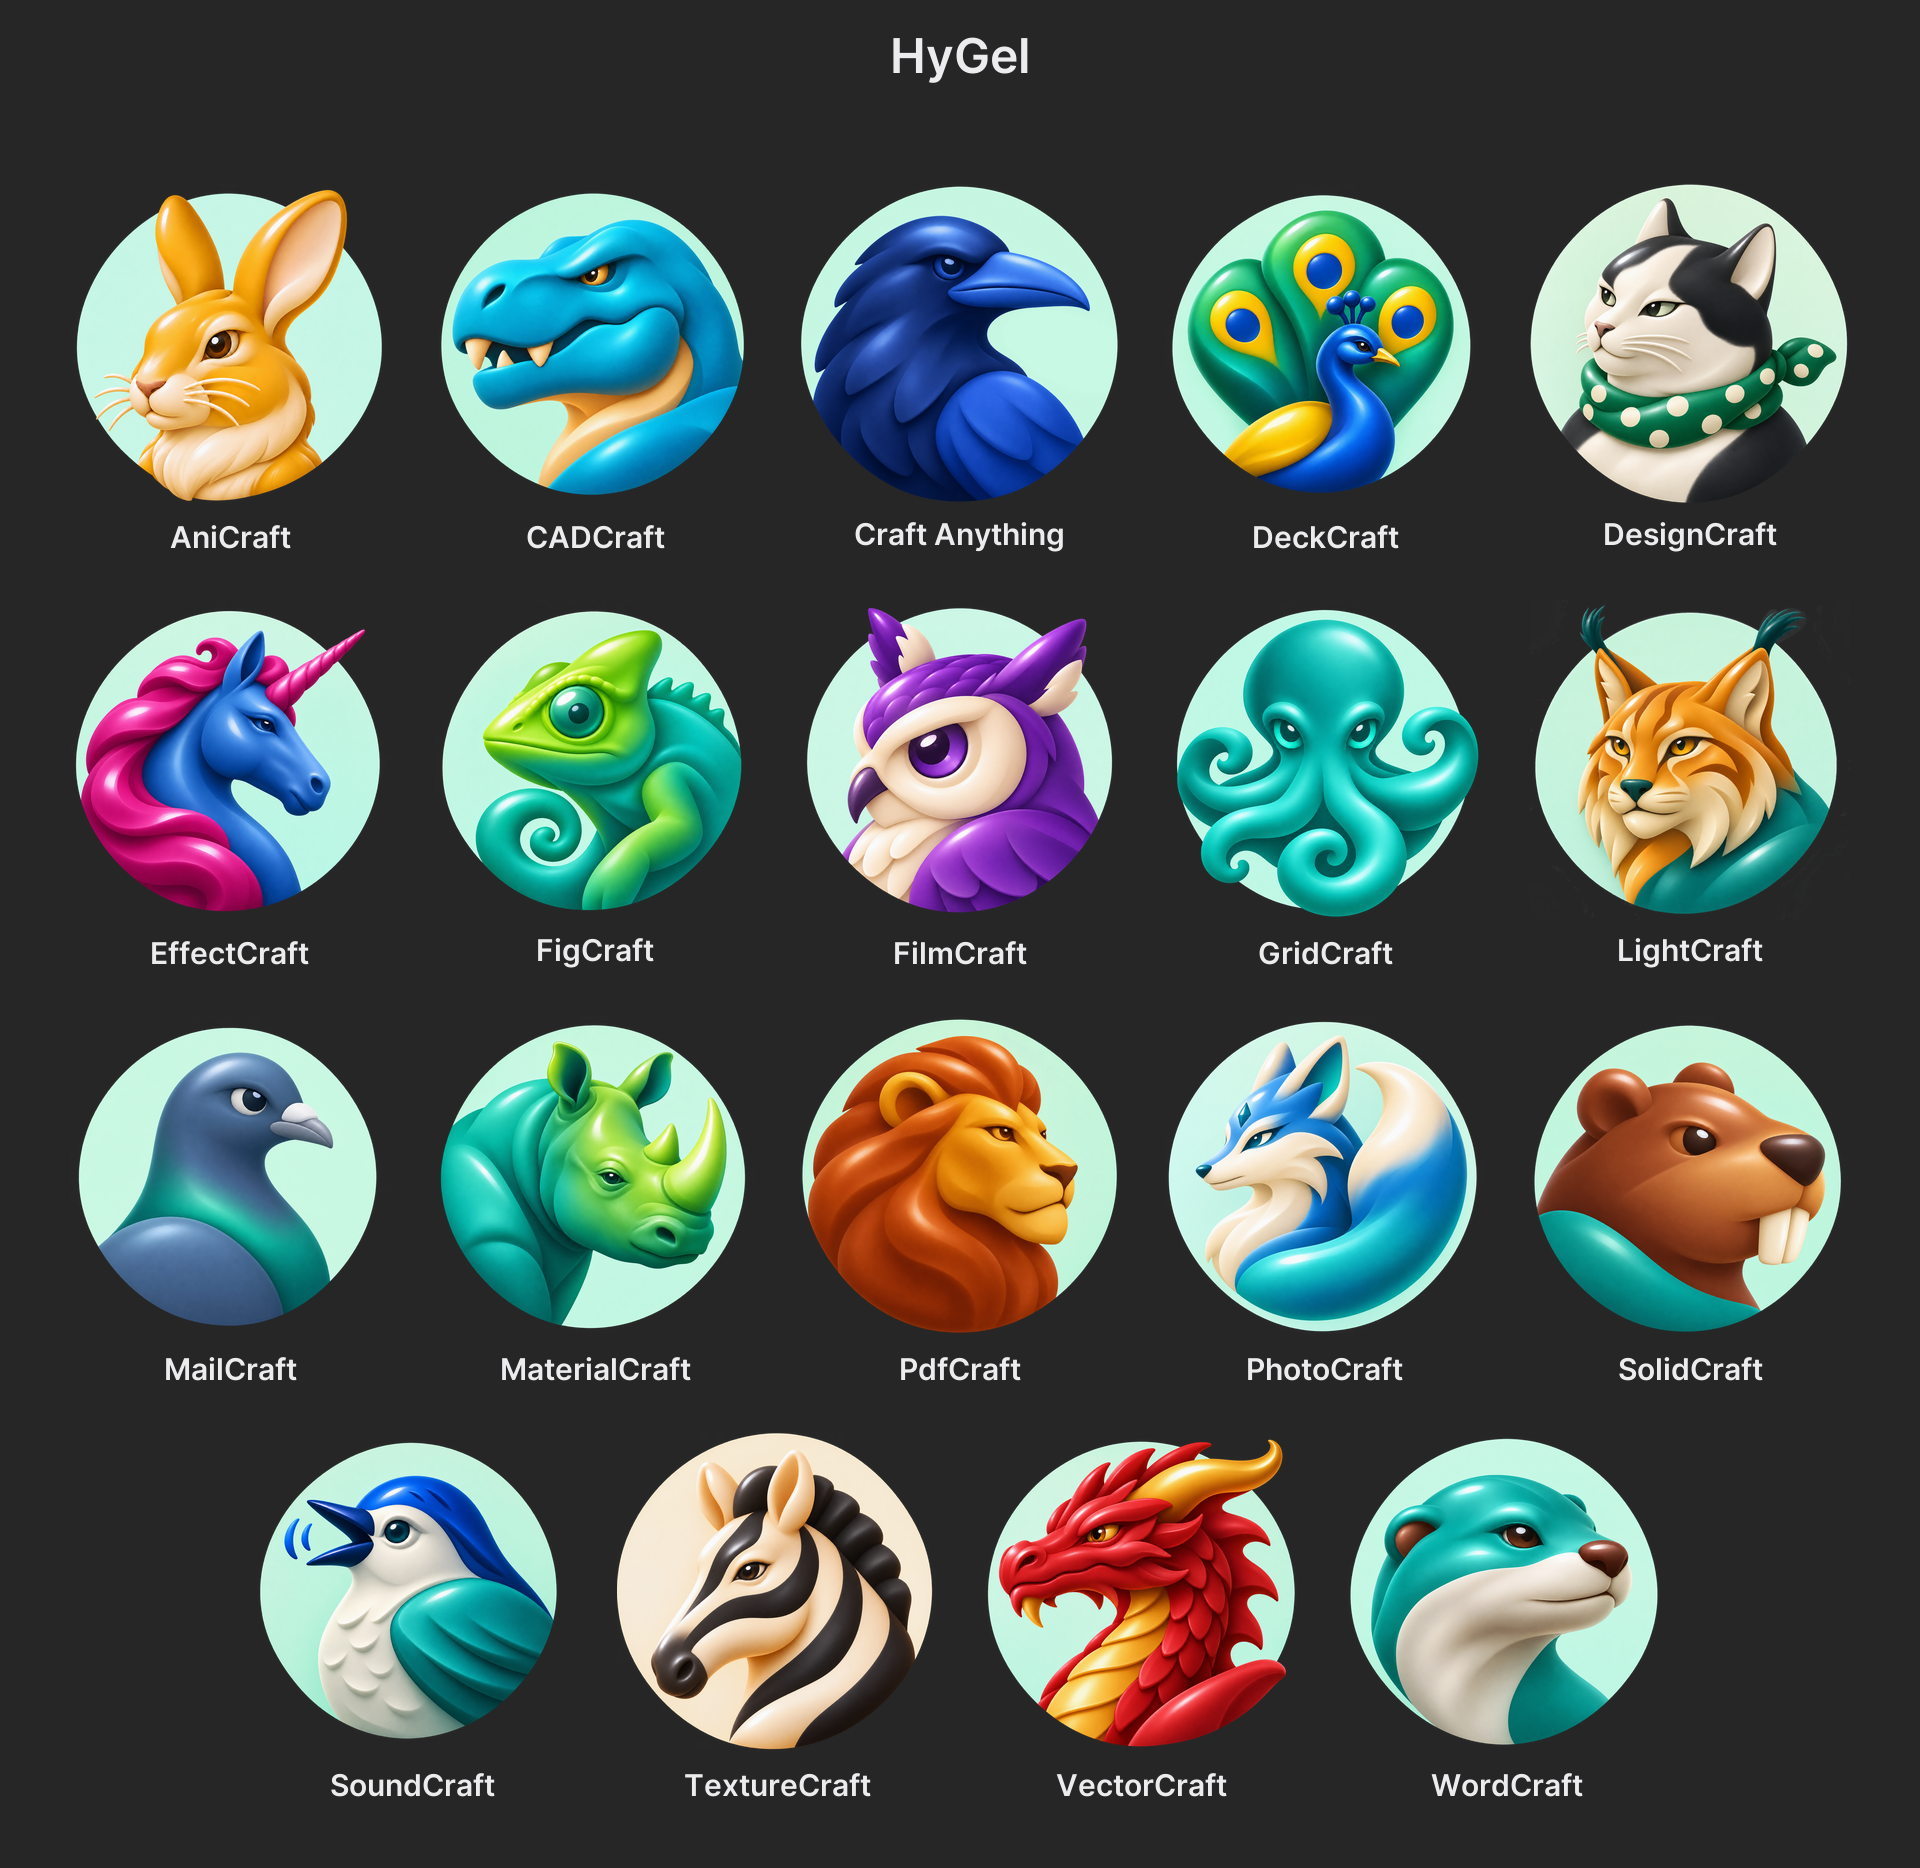 HyGel
AniCraft
CADCraft
Craft Anything
DeckCraft
DesignCraft
EffectCraft
FigCraft
FilmCraft
GridCraft
LightCraft
MailCraft
MaterialCraft
PdfCraft
PhotoCraft
SolidCraft
SoundCraft
TextureCraft
VectorCraft
WordCraft